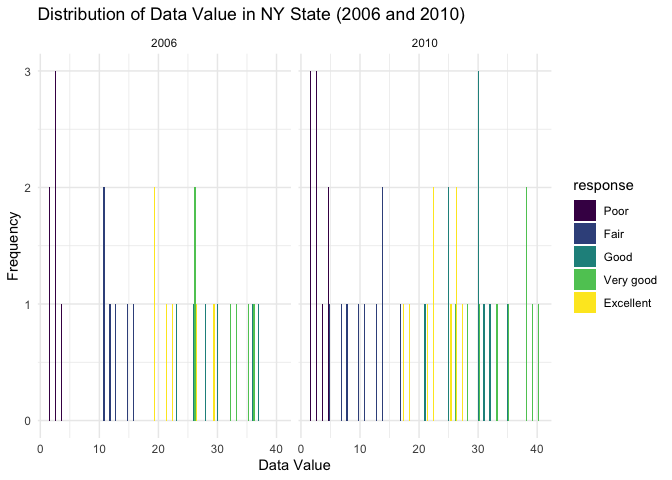 Distribution of Data Value in NY State (2006 and 2010)
2006
2010
3
2
1
0
Frequency
0 10 20 30 40
0 10 20 30 40
Data Value
response
Poor
Fair
Good
Very good
Excellent